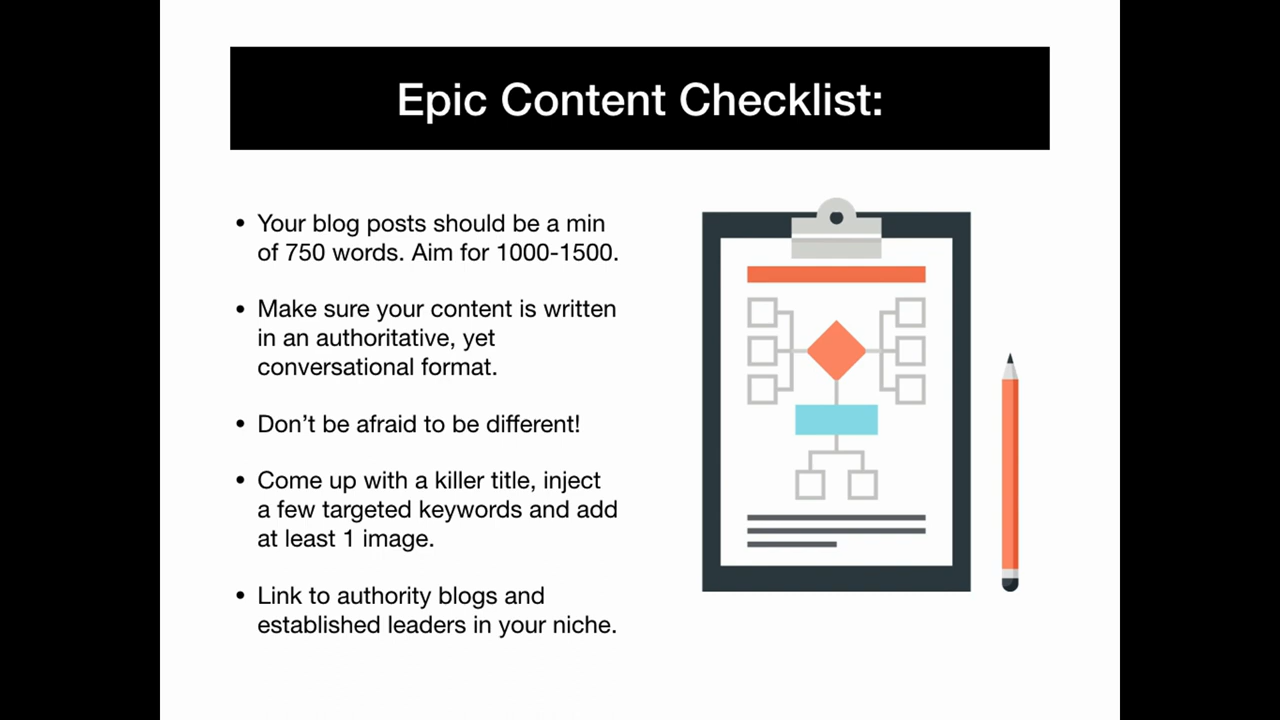 Epic Content Checklist:
• Your blog posts should be a min
of 750 words. Aim for 1000-1500.
• Make sure your content is written
in an authoritative, yet
conversational format.
• Don’t be afraid to be different!
• Come up with a killer title, inject
a few targeted keywords and add
at least 1 image.
• Link to authority blogs and
established leaders in your niche.